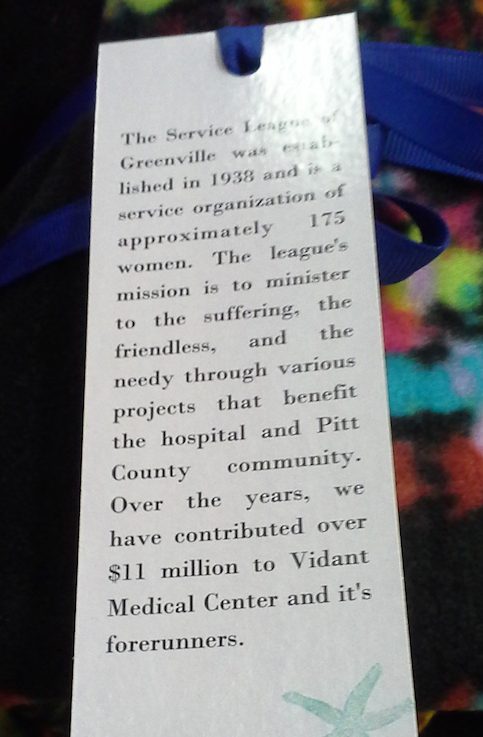 The Service League of
Greenville was estab-
lished in 1938 and is a
service organization of
approximately 175
women. The league's
mission is to minister
to the suffering, the
friendless, and the
needy through various
projects that benefit
the hospital and Pitt
County community.
Over the years, we
have contributed over
$11 million to Vidant
Medical Center and it's
forerunners.